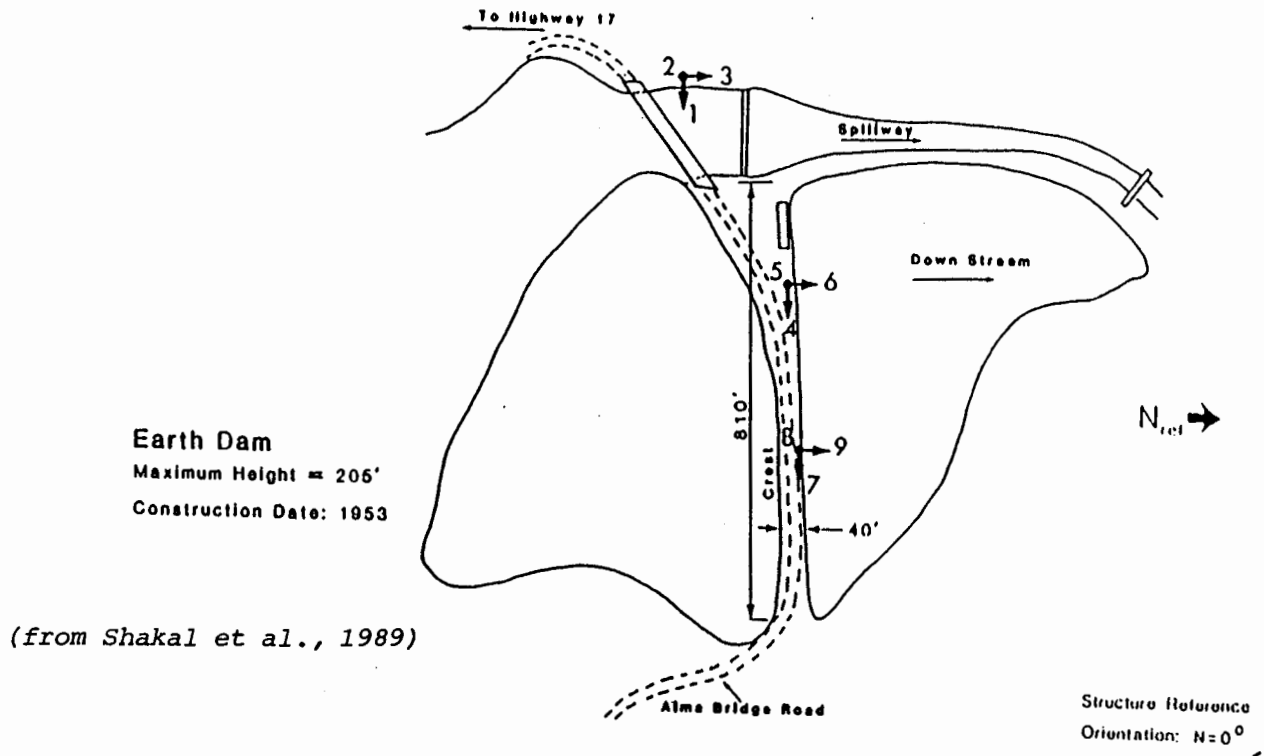 To Highway 17
2
3
1
Spillway
5
6
Down Stream
4
810'
N ref
8
9
Earth Dam
Maximum Height = 205'
Crest
7
Construction Date: 1953
40'
(from Shakal et al., 1989)
Alma Bridge Road
Structure Reference
Orientation: N=0°